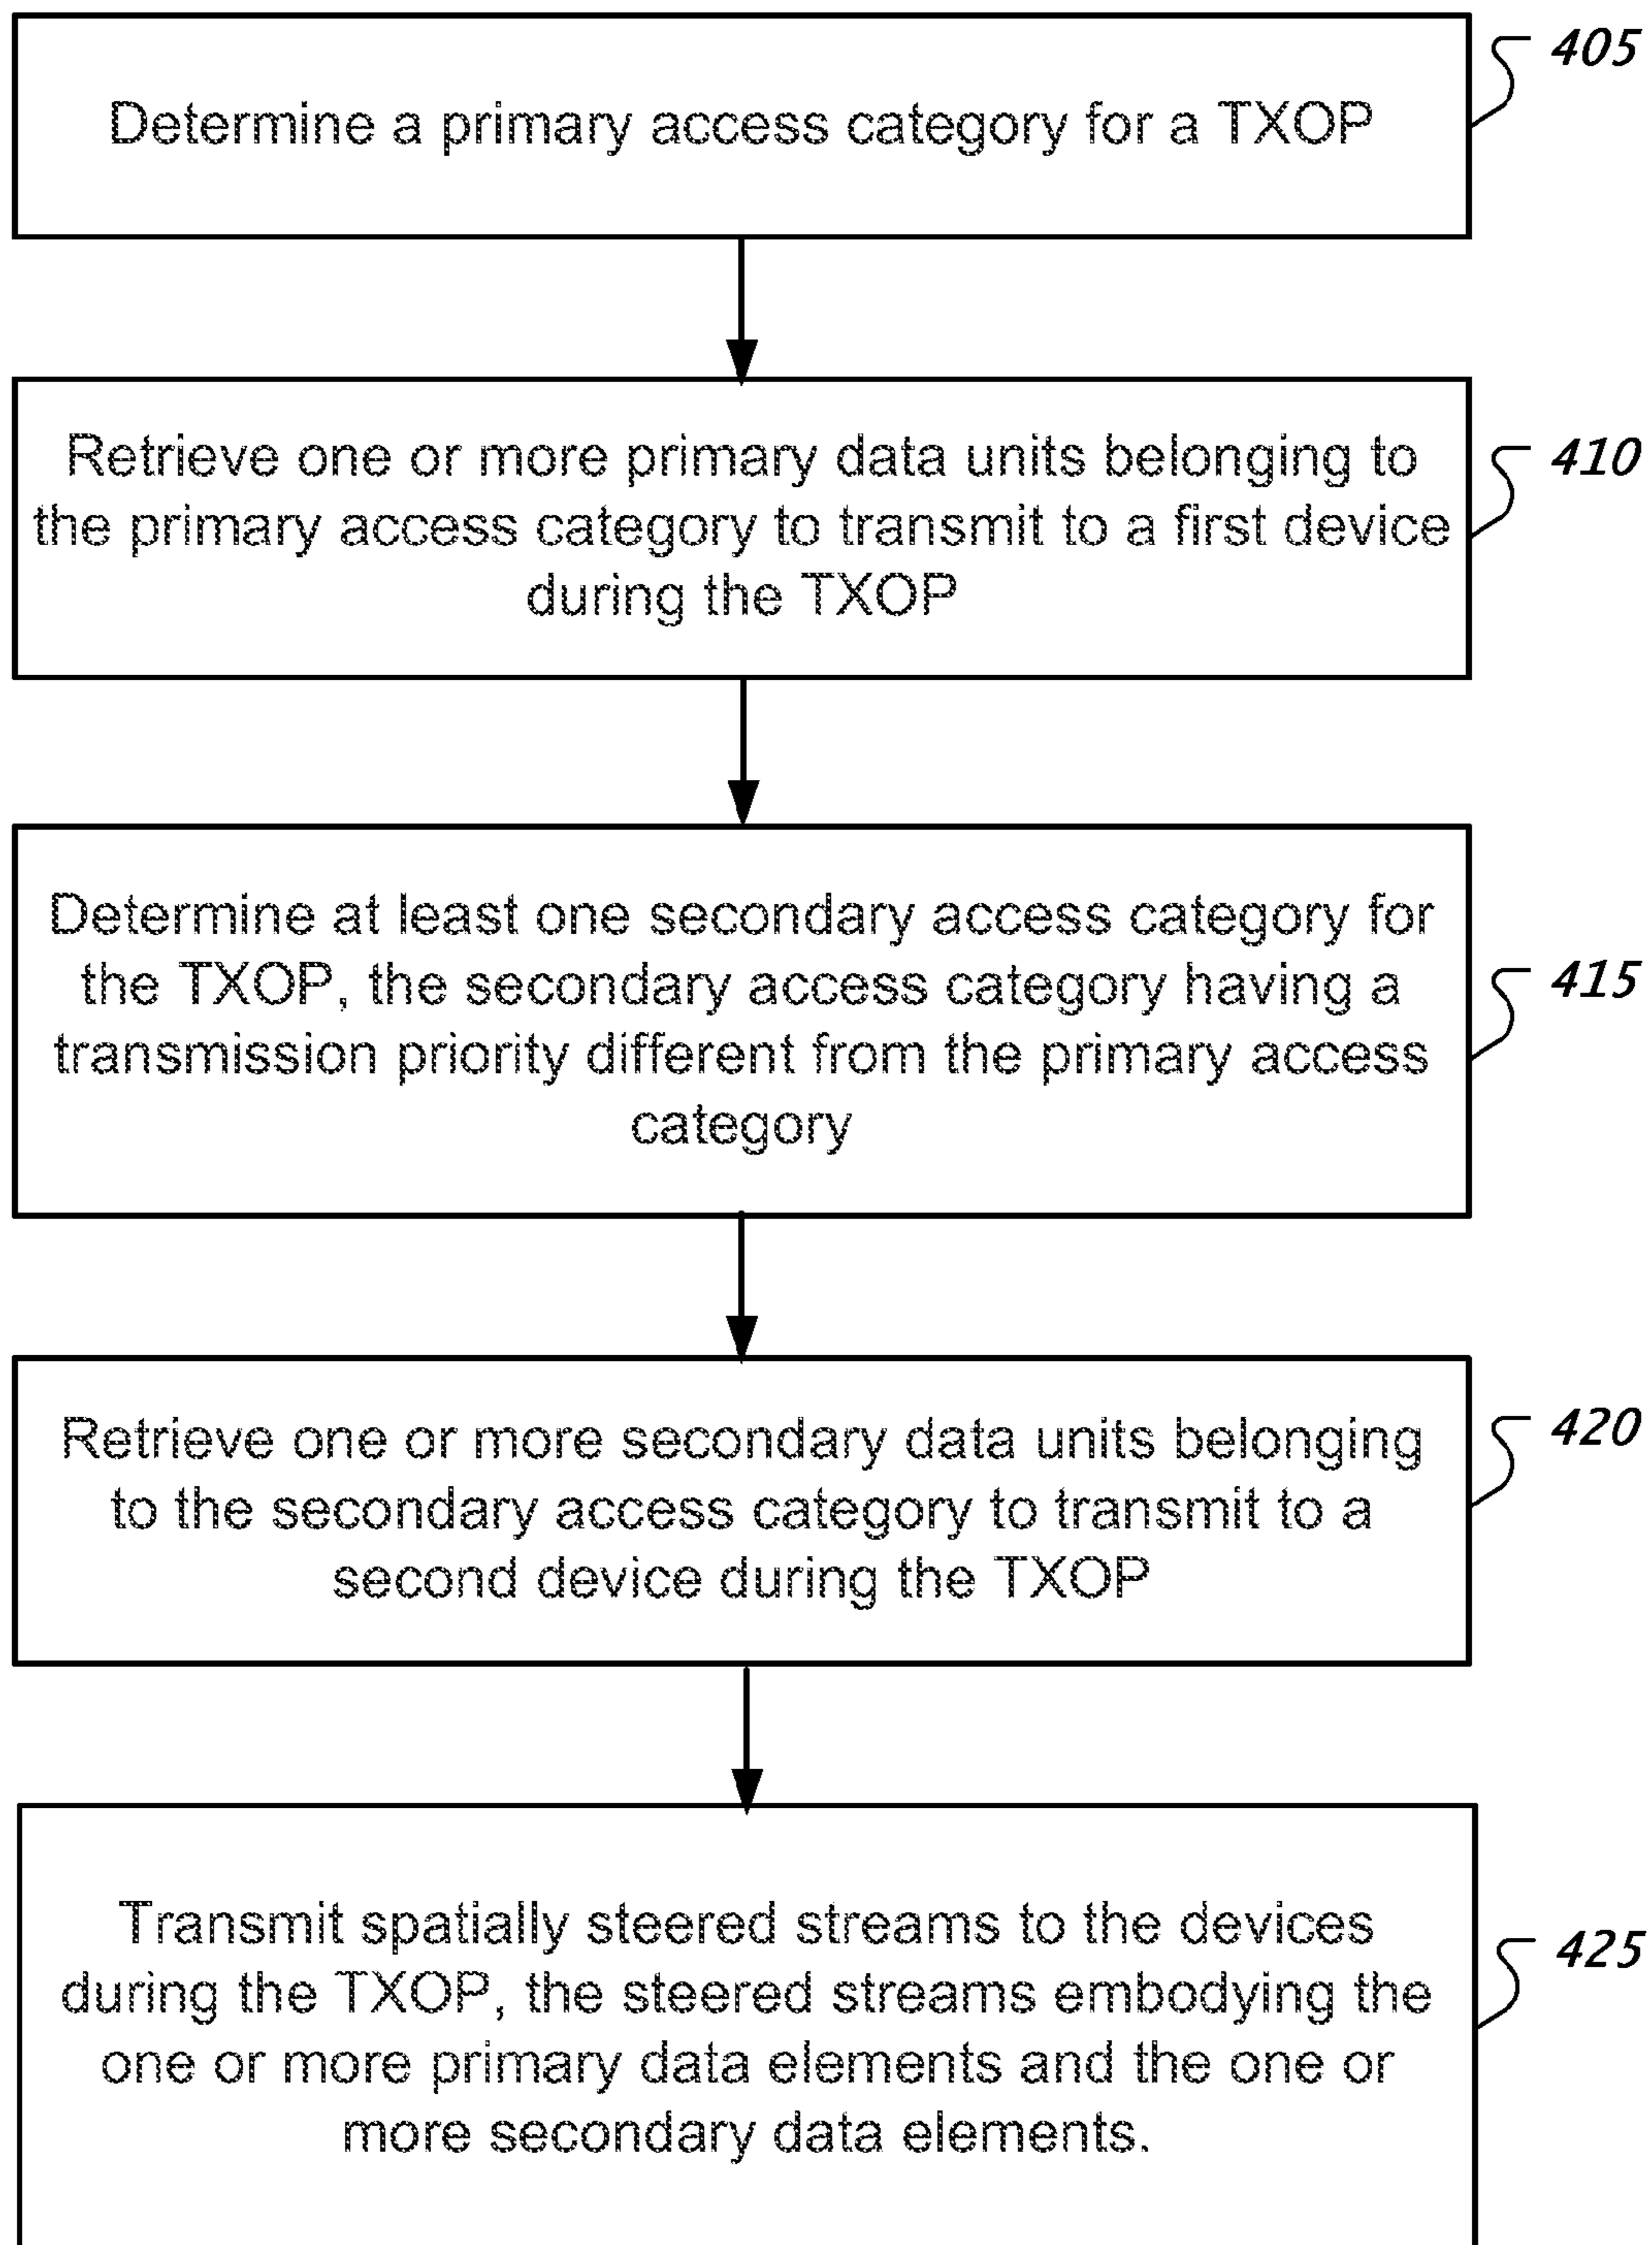 405
Determine a primary access category for a TXOP
Retrieve one or more primary data units belonging to
the primary access category to transmit to a first device
during the TXOP
410
Determine at least one secondary access category for
the TXOP, the secondary access category having a
transmission priority different from the primary access
category
415
Retrieve one or more secondary data units belonging
to the secondary access category to transmit to a
second device during the TXOP
420
Transmit spatially steered streams to the devices
during the TXOP, the steered streams embodying the
one or more primary data elements and the one or
more secondary data elements.
425